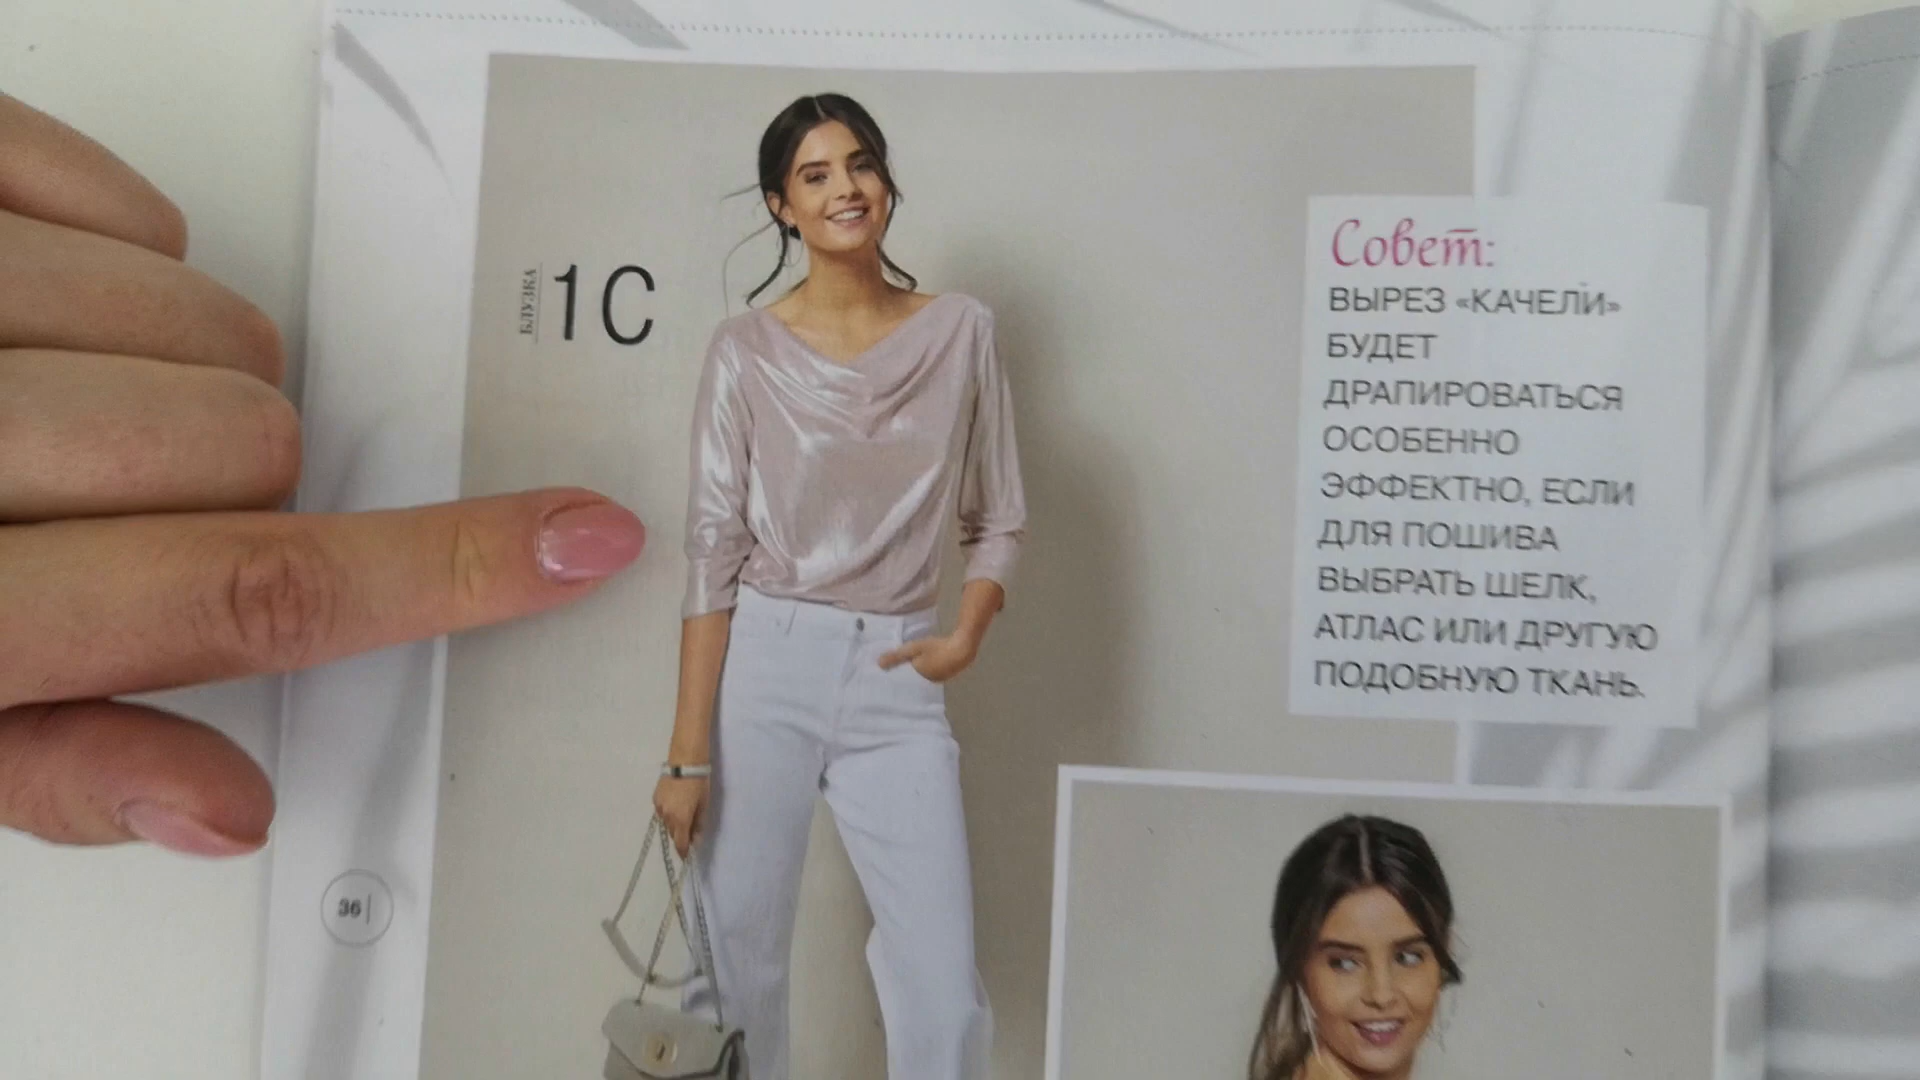 БЛУЗКА
1C
Совет:
ВЫРЕЗ «КАЧЕЛИ»
БУДЕТ
ДРАПИРОВАТЬСЯ
ОСОБЕННО
ЭФФЕКТНО, ЕСЛИ
ДЛЯ ПОШИВА
ВЫБРАТЬ ШЕЛК,
АТЛАС ИЛИ ДРУГУЮ
ПОДОБНУЮ ТКАНЬ.
36|